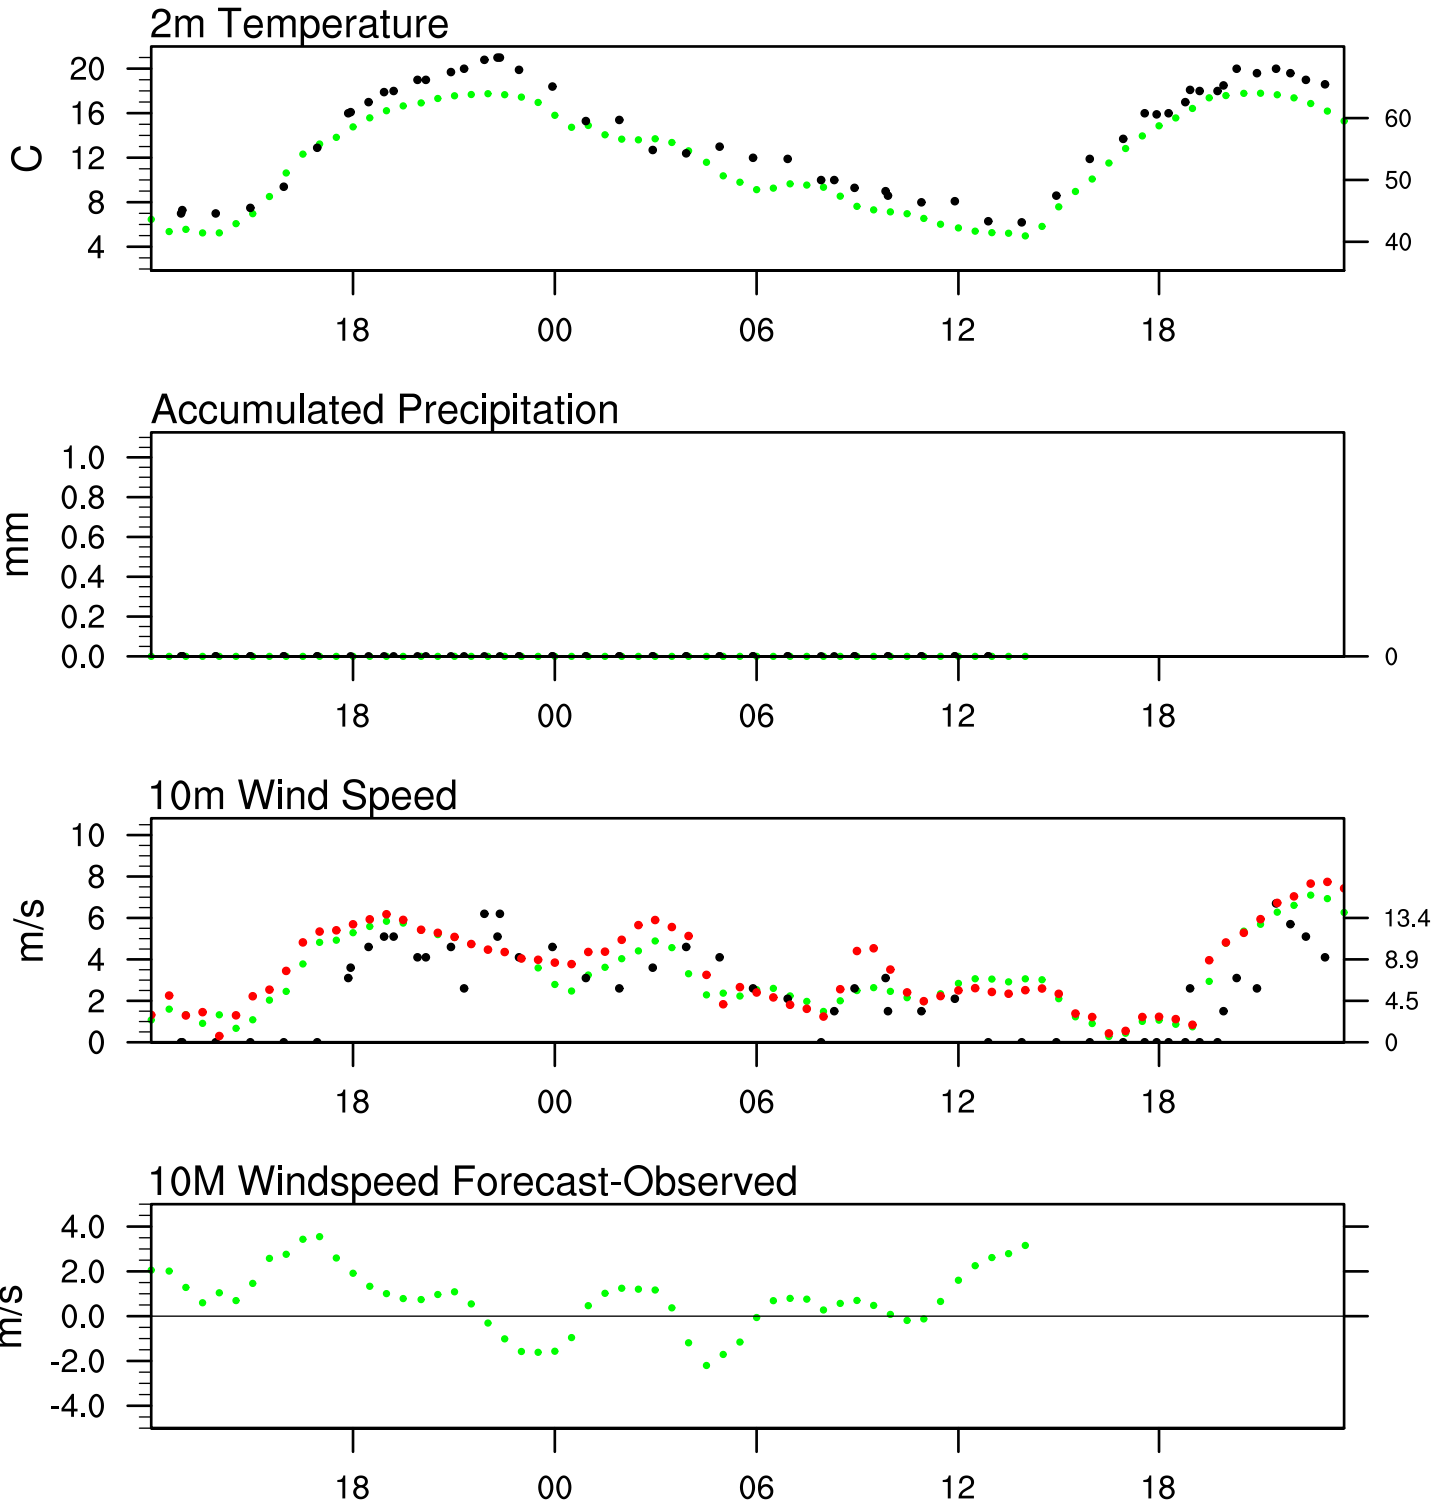 2m Temperature
20
16
12
8
4
C
60
50
40
18 00 06 12 18
Accumulated Precipitation
1.0
0.8
0.6
0.4
0.2
0.0
mm
0
18 00 06 12 18
10m Wind Speed
10
8
6
4
2
0
m/s
13.4
8.9
4.5
0
18 00 06 12 18
10M Windspeed Forecast-Observed
4.0
2.0
0.0
-2.0
-4.0
m/s
18 00 06 12 18